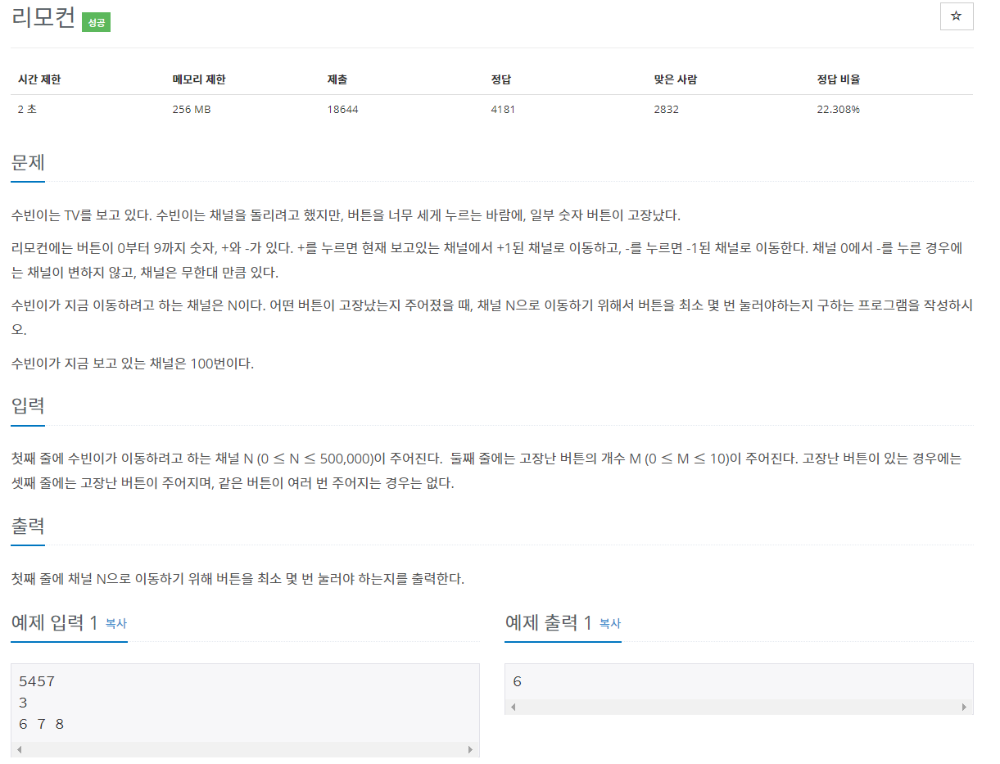 리모컨 성공
☆
시간 제한 메모리 제한 제출 정답 맞은 사람 정답 비율
2 초 256 MB 18644 4181 2832 22.308%
문제
수빈이는 TV를 보고 있다. 수빈이는 채널을 돌리려고 했지만, 버튼을 너무 세게 누르는 바람에, 일부 숫자 버튼이 고장났다.
리모컨에는 버튼이 0부터 9까지 숫자, +와 -가 있다. +를 누르면 현재 보고있는 채널에서 +1된 채널로 이동하고, -를 누르면 -1된 채널로 이동한다. 채널 0에서 -를 누른 경우에
는 채널이 변하지 않고, 채널은 무한대 만큼 있다.
수빈이가 지금 이동하려고 하는 채널은 N이다. 어떤 버튼이 고장났는지 주어졌을 때, 채널 N으로 이동하기 위해서 버튼을 최소 몇 번 눌러야하는지 구하는 프로그램을 작성하시
오.
수빈이가 지금 보고 있는 채널은 100번이다.
입력
첫째 줄에 수빈이가 이동하려고 하는 채널 N (0 ≤ N ≤ 500,000)이 주어진다. 둘째 줄에는 고장난 버튼의 개수 M (0 ≤ M ≤ 10)이 주어진다. 고장난 버튼이 있는 경우에는
셋째 줄에는 고장난 버튼이 주어지며, 같은 버튼이 여러 번 주어지는 경우는 없다.
출력
첫째 줄에 채널 N으로 이동하기 위해 버튼을 최소 몇 번 눌러야 하는지를 출력한다.
예제 입력 1 복사
5457
3
6 7 8
예제 출력 1 복사
6